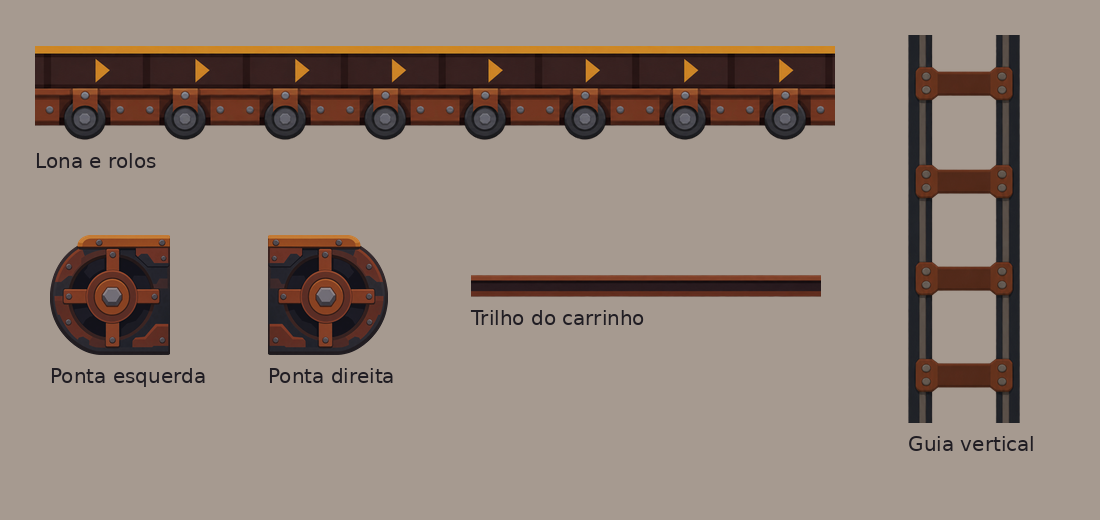 Lona e rolos
Ponta esquerda
Ponta direita
Trilho do carrinho
Guia vertical